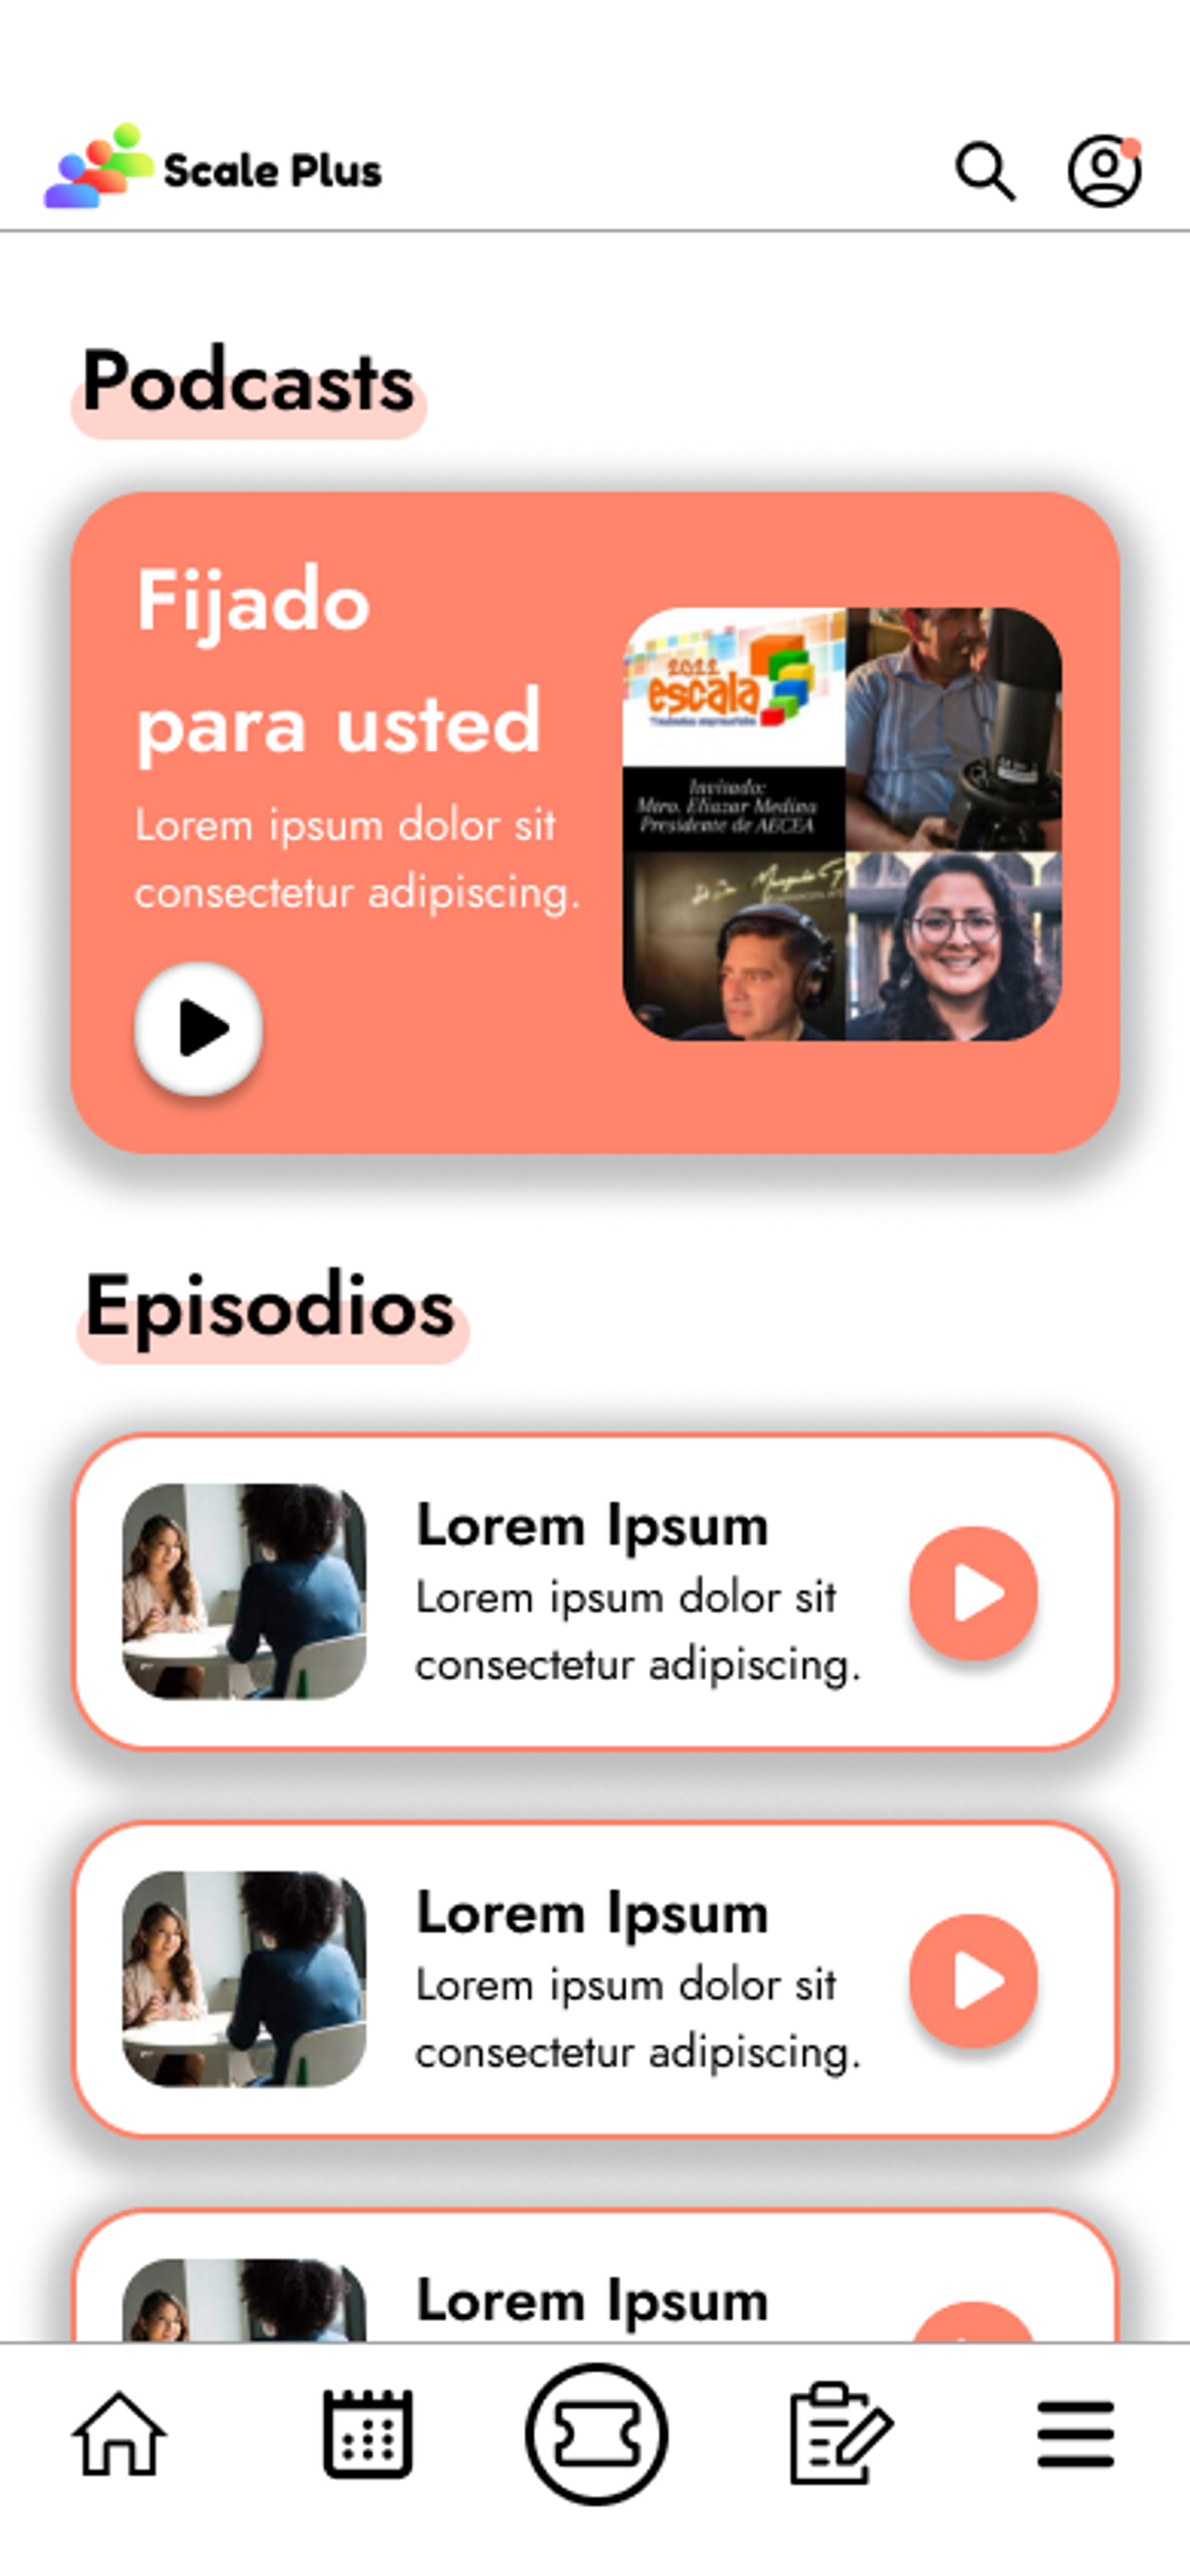 Scale Plus
Podcasts
Fijado
para usted
Lorem ipsum dolor sit
consectetur adipiscing.
2022
escala
Invitado:
Mtro. Eliazar Medina
Presidente de AECEA
Episodios
Lorem Ipsum
Lorem ipsum dolor sit
consectetur adipiscing.
Lorem Ipsum
Lorem ipsum dolor sit
consectetur adipiscing.
Lorem Ipsum